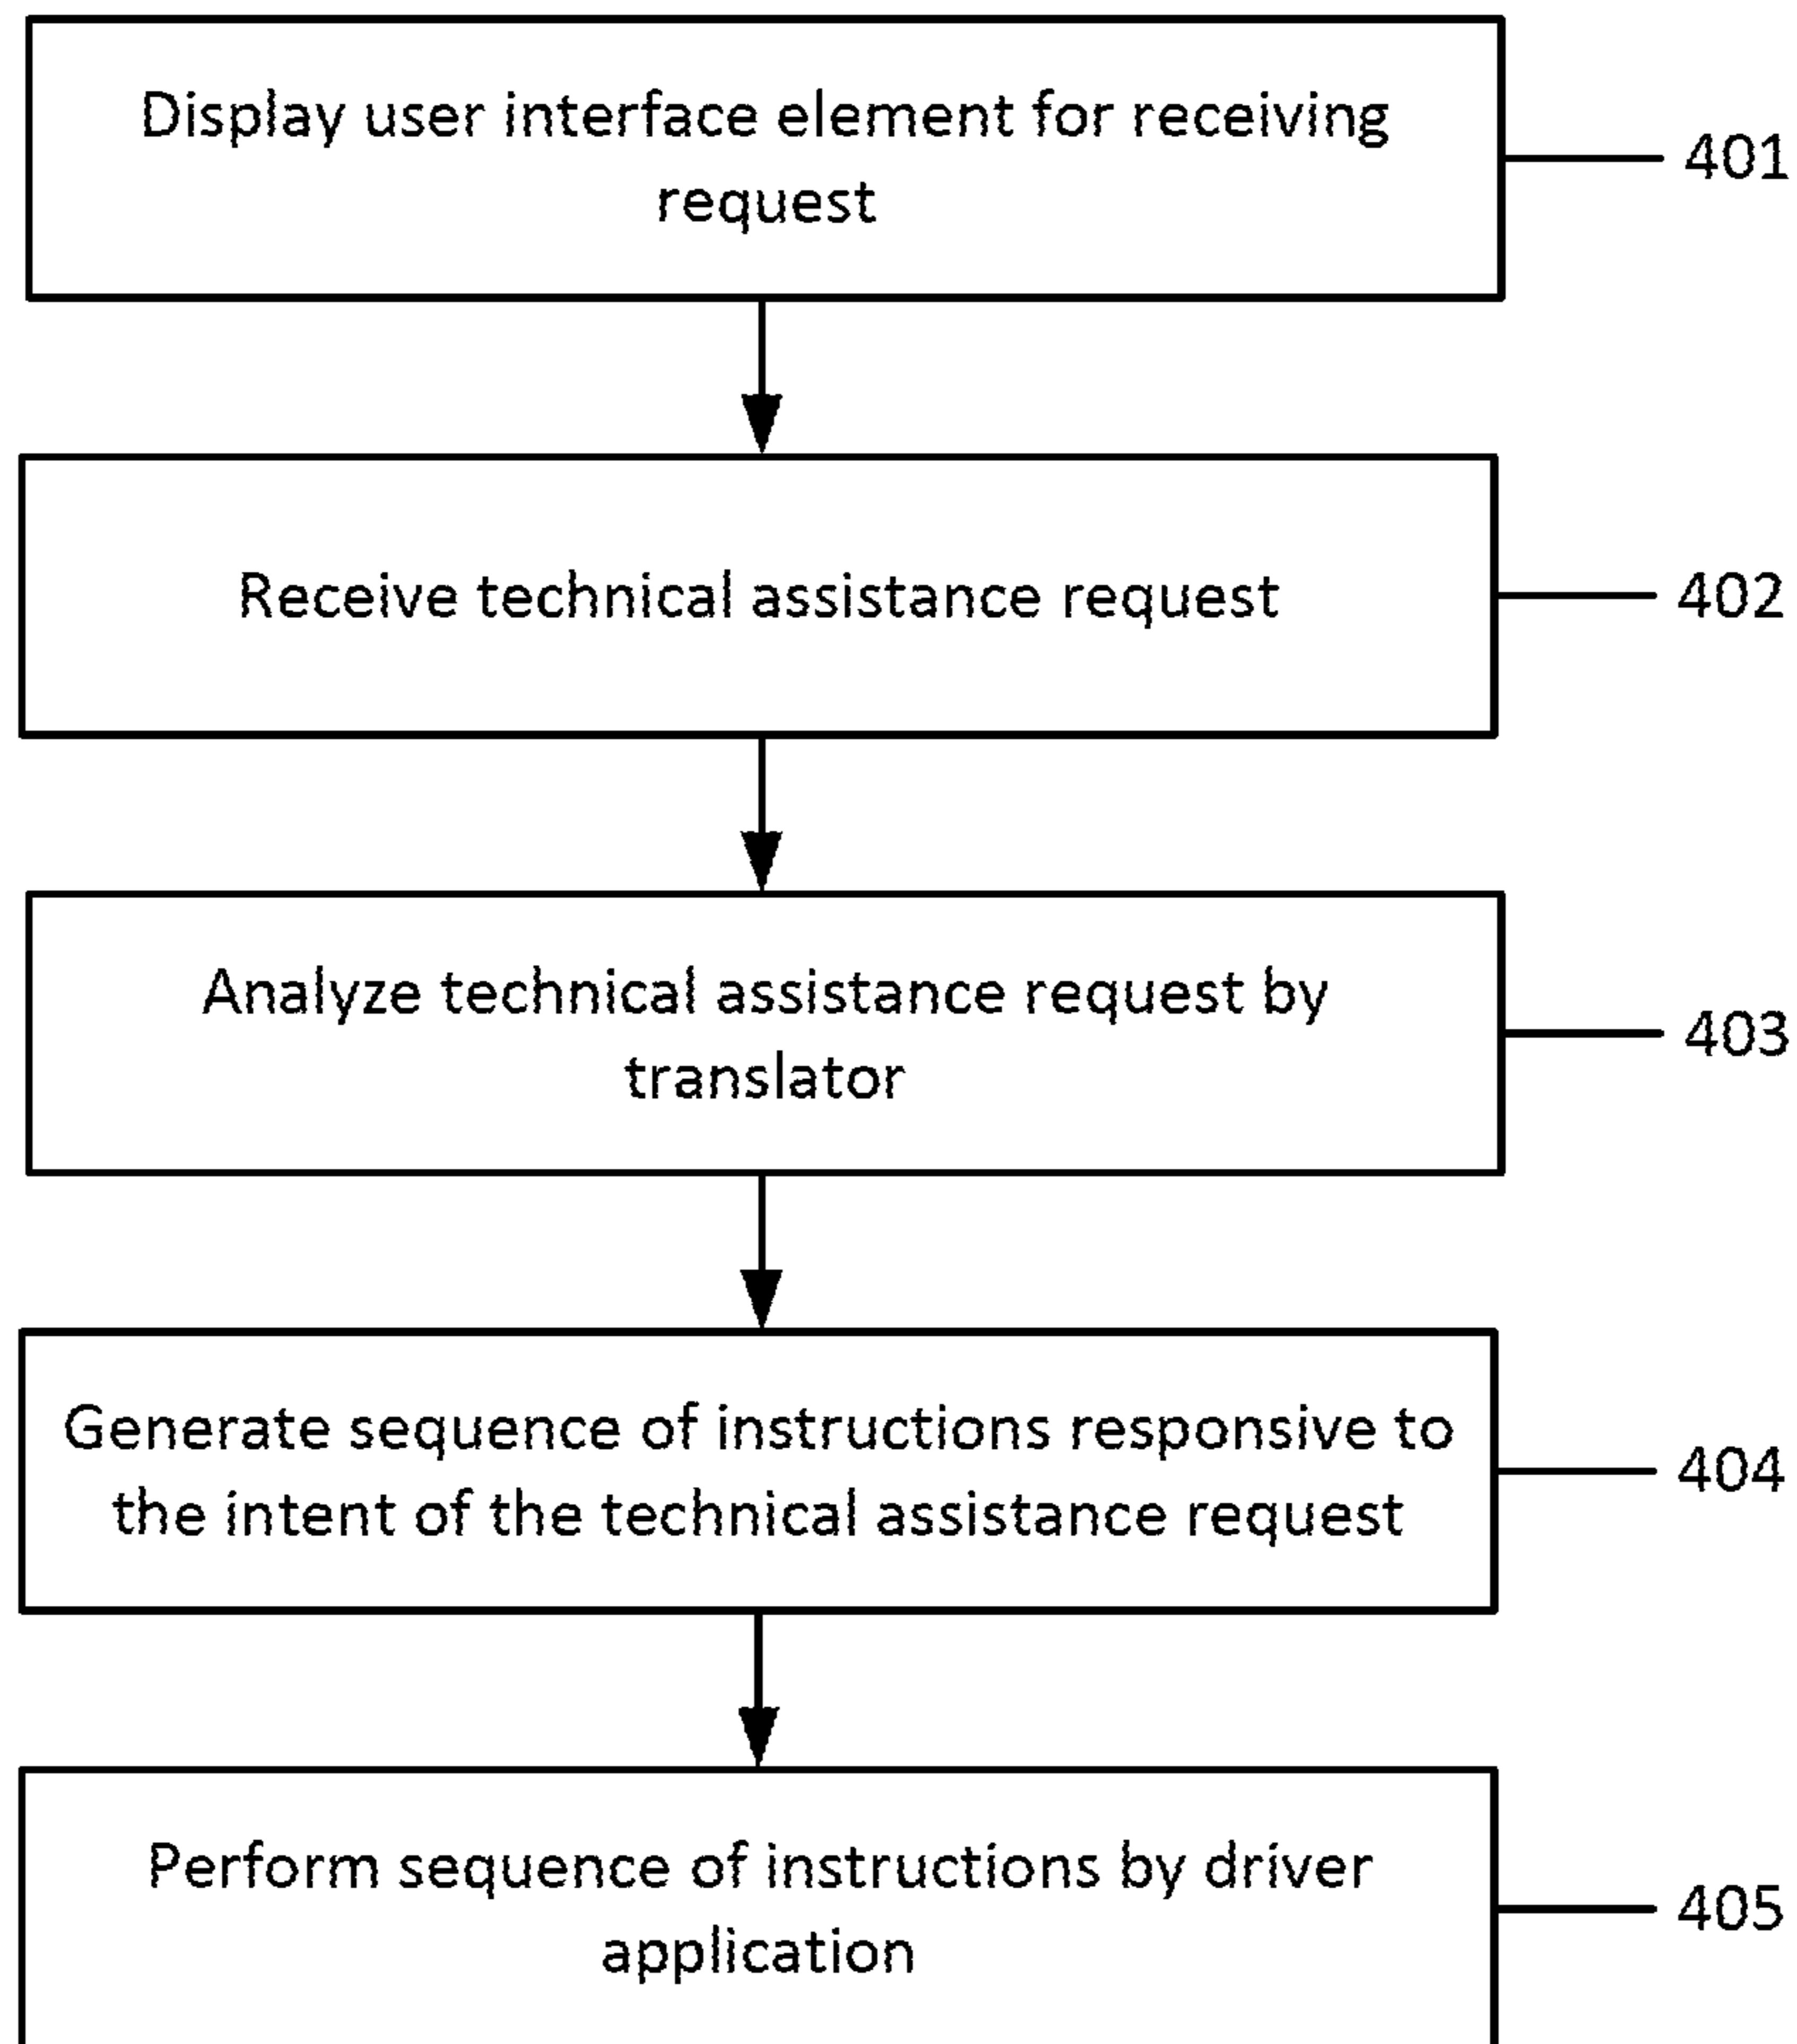 Display user interface element for receiving
request
401
Receive technical assistance request
402
Analyze technical assistance request by
translator
403
Generate sequence of instructions responsive to
the intent of the technical assistance request
404
Perform sequence of instructions by driver
application
405